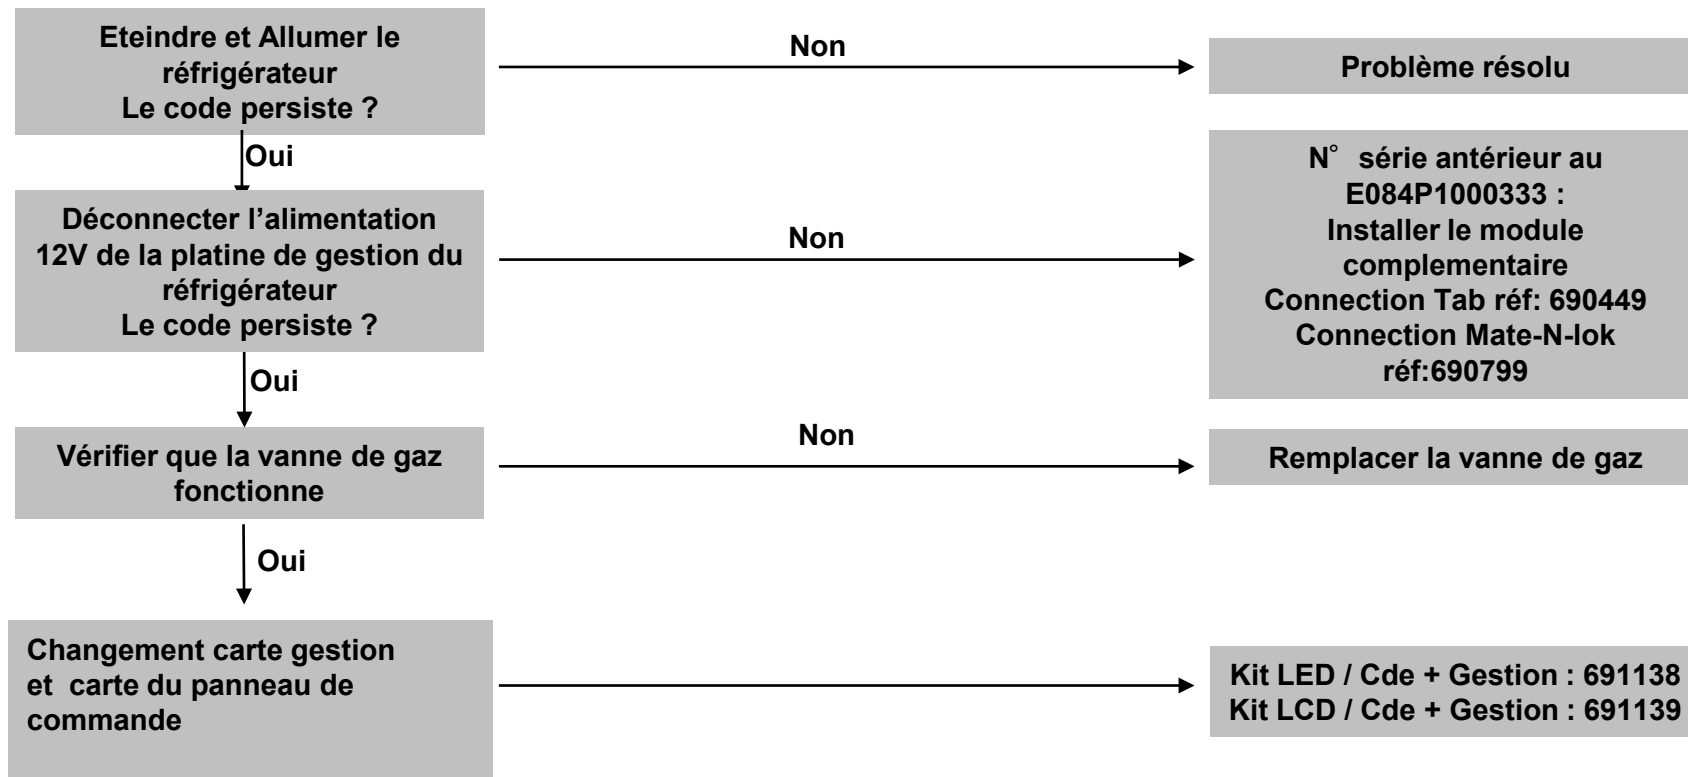 Eteindre et Allumer le
réfrigérateur
Le code persiste ?
Non
Problème résolu
Oui
Déconnecter l’alimentation
12V de la platine de gestion du
réfrigérateur
Le code persiste ?
Non
N° série antérieur au
E084P1000333 :
Installer le module
complementaire
Connection Tab réf: 690449
Connection Mate-N-lok
réf:690799
Oui
Vérifier que la vanne de gaz
fonctionne
Non
Remplacer la vanne de gaz
Oui
Changement carte gestion
et carte du panneau de
commande
Kit LED / Cde + Gestion : 691138
Kit LCD / Cde + Gestion : 691139